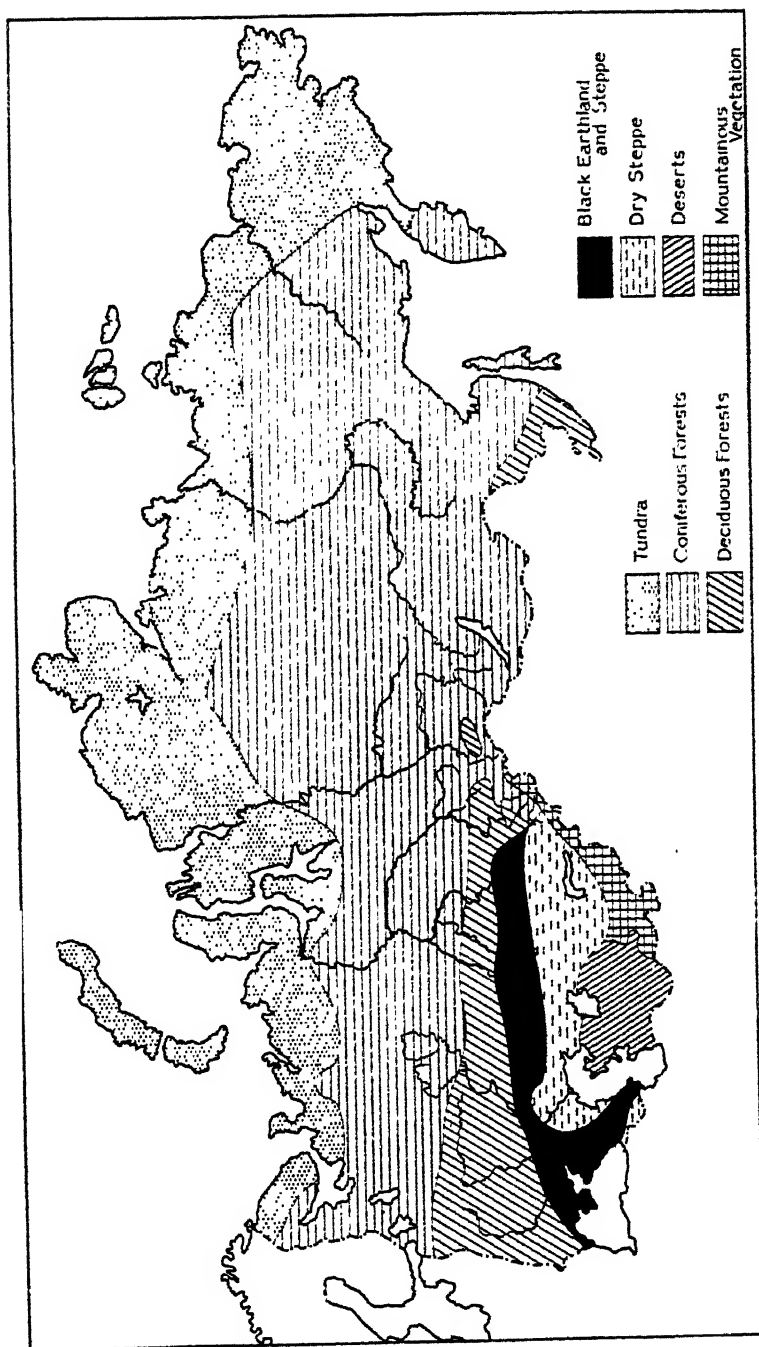 Tundra
Coniferous Forests
Deciduous Forests
Black Earthland
and Steppe
Dry Steppe
Deserts
Mountainous
Vegetation